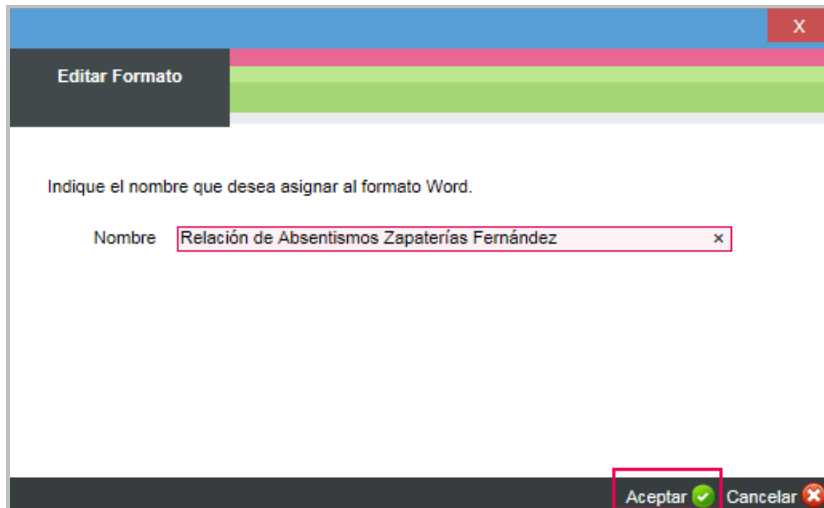 X
Editar Formato
Indique el nombre que desea asignar al formato Word.
Nombre Relación de Absentismos Zapaterías Fernández ×
Aceptar Cancelar